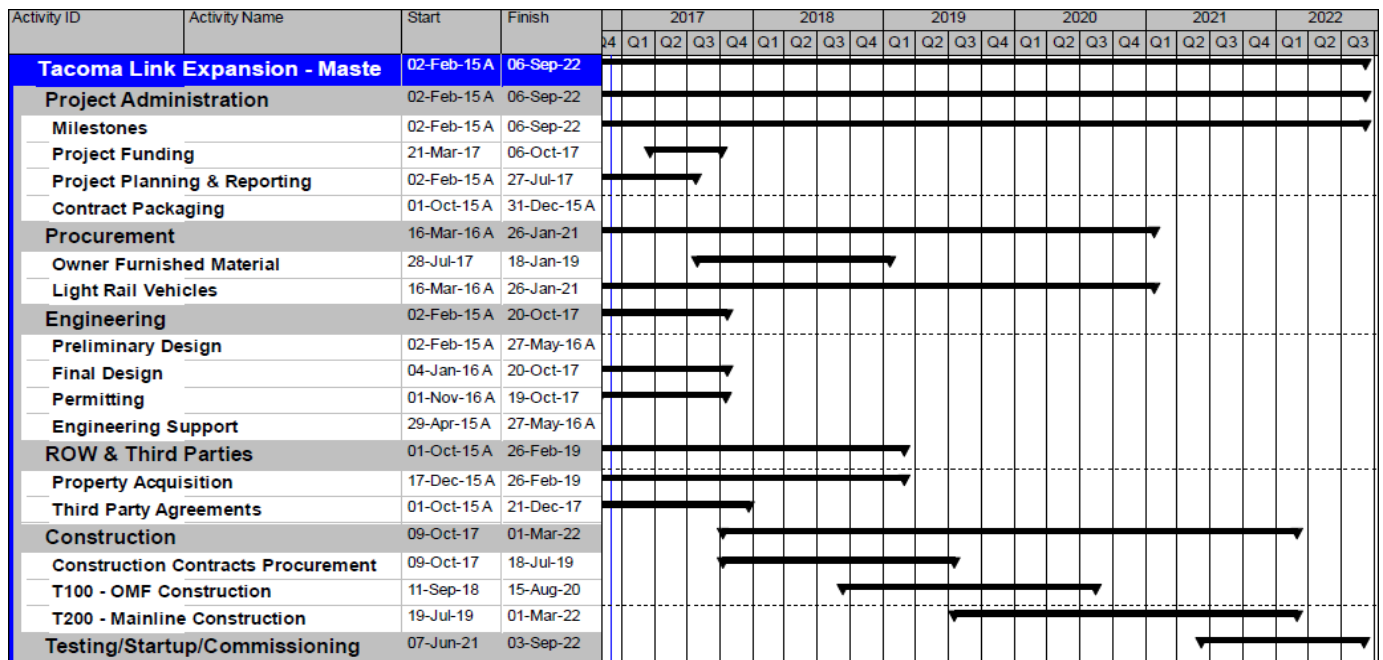 Activity ID Activity Name Start Finish 2017 2018 2019 2020 2021 2022
Q4 Q1 Q2 Q3 Q4 Q1 Q2 Q3 Q4 Q1 Q2 Q3 Q4 Q1 Q2 Q3 Q4 Q1 Q2 Q3 Q4 Q1 Q2 Q3
Tacoma Link Expansion - Maste 02-Feb-15 A 06-Sep-22
Project Administration 02-Feb-15 A 06-Sep-22
Milestones 02-Feb-15 A 06-Sep-22
Project Funding 21-Mar-17 06-Oct-17
Project Planning & Reporting 02-Feb-15 A 27-Jul-17
Contract Packaging 01-Oct-15 A 31-Dec-15 A
Procurement 16-Mar-16 A 26-Jan-21
Owner Furnished Material 28-Jul-17 18-Jan-19
Light Rail Vehicles 16-Mar-16 A 26-Jan-21
Engineering 02-Feb-15 A 20-Oct-17
Preliminary Design 02-Feb-15 A 27-May-16 A
Final Design 04-Jan-16 A 20-Oct-17
Permitting 01-Nov-16 A 19-Oct-17
Engineering Support 29-Apr-15 A 27-May-16 A
ROW & Third Parties 01-Oct-15 A 26-Feb-19
Property Acquisition 17-Dec-15 A 26-Feb-19
Third Party Agreements 01-Oct-15 A 21-Dec-17
Construction 09-Oct-17 01-Mar-22
Construction Contracts Procurement 09-Oct-17 18-Jul-19
T100 - OMF Construction 11-Sep-18 15-Aug-20
T200 - Mainline Construction 19-Jul-19 01-Mar-22
Testing/Startup/Commissioning 07-Jun-21 03-Sep-22